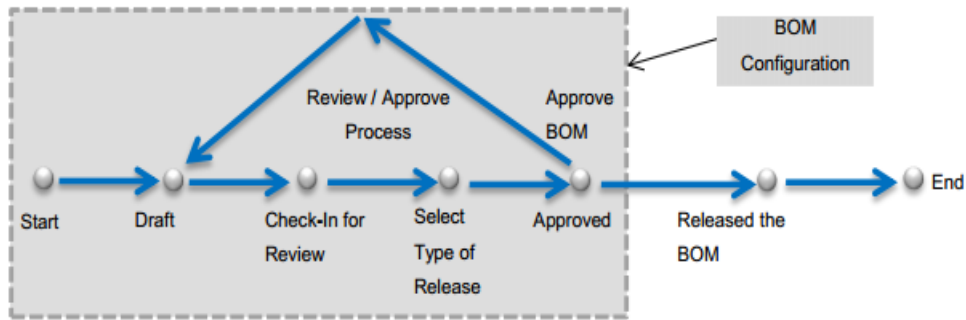 BOM
Configuration
Review / Approve
Process
Approve
BOM
Start
Draft
Check-In for
Review
Select
Type of
Release
Approved
Released the
BOM
End